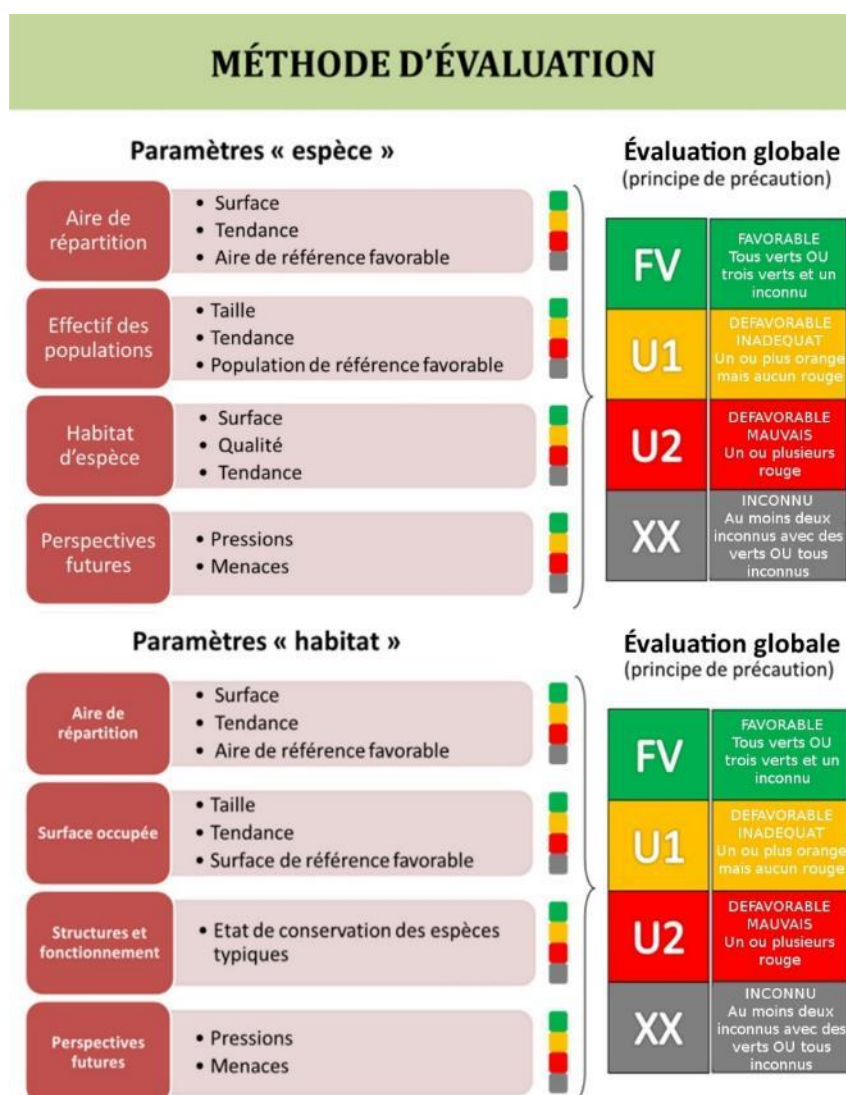 MÉTHODE D'ÉVALUATION
Paramètres « espèce »
Évaluation globale
(principe de précaution)
Aire de
répartition
• Surface
• Tendance
• Aire de référence favorable
Effectif des
populations
• Taille
• Tendance
• Population de référence favorable
Habitat
d'espèce
• Surface
• Qualité
• Tendance
Perspectives
futures
• Pressions
• Menaces
FV
FAVORABLE
Tous verts OU
trois verts et un
inconnu
U1
DEFAVORABLE
INADEQUAT
Un ou plus orange
mais aucun rouge
U2
DEFAVORABLE
MAUVAIS
Un ou plusieurs
rouge
XX
INCONNU
Au moins deux
inconnus avec des
verts OU tous
inconnus
Paramètres « habitat »
Évaluation globale
(principe de précaution)
Aire de
répartition
• Surface
• Tendance
• Aire de référence favorable
Surface occupée
• Taille
• Tendance
• Surface de référence favorable
Structures et
fonctionnement
• Etat de conservation des espèces
typiques
Perspectives
futures
• Pressions
• Menaces
FV
FAVORABLE
Tous verts OU
trois verts et un
inconnu
U1
DEFAVORABLE
INADEQUAT
Un ou plus orange
mais aucun rouge
U2
DEFAVORABLE
MAUVAIS
Un ou plusieurs
rouge
XX
INCONNU
Au moins deux
inconnus avec des
verts OU tous
inconnus